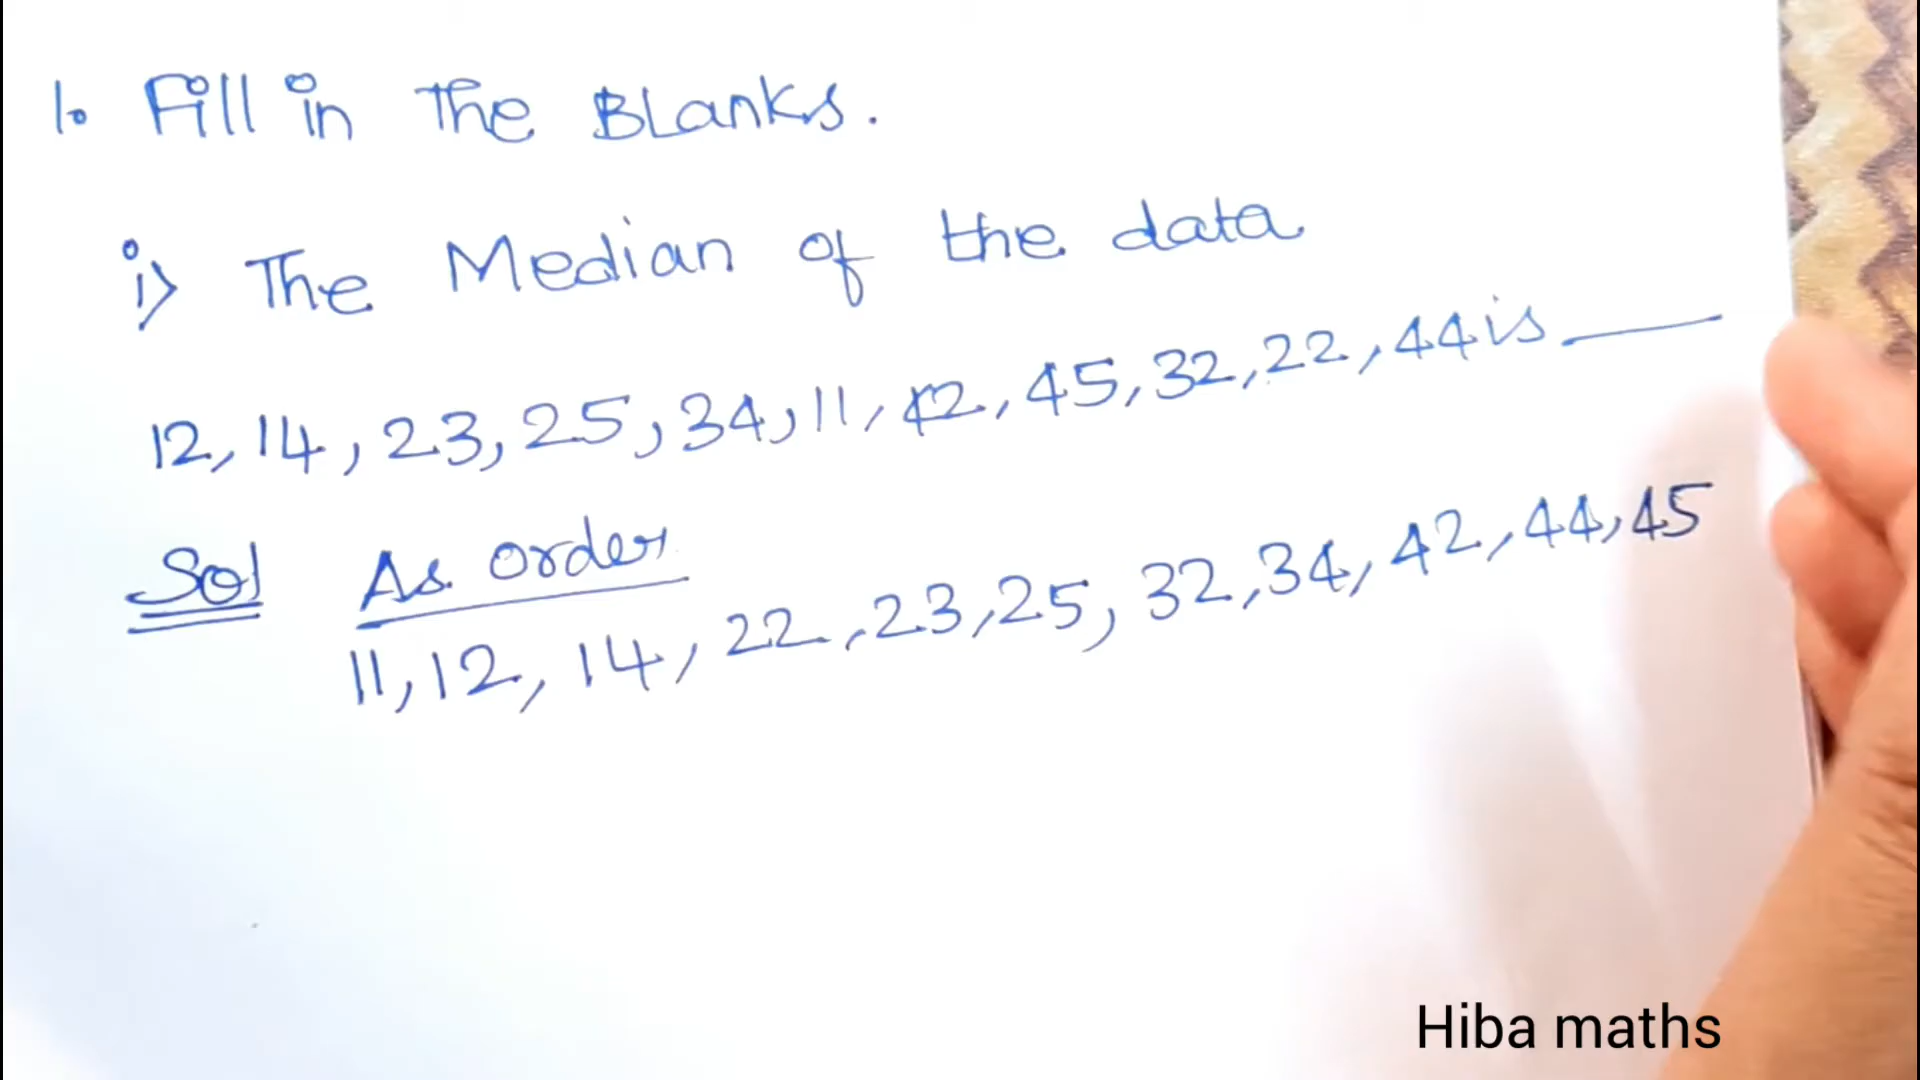 1. Fill in The Blanks.
i) The Median of the data
12, 14, 23, 25, 34, 11, 42, 45, 32, 22, 44 is ____
Sol As order
11, 12, 14, 22, 23, 25, 32, 34, 42, 44, 45
Hiba maths